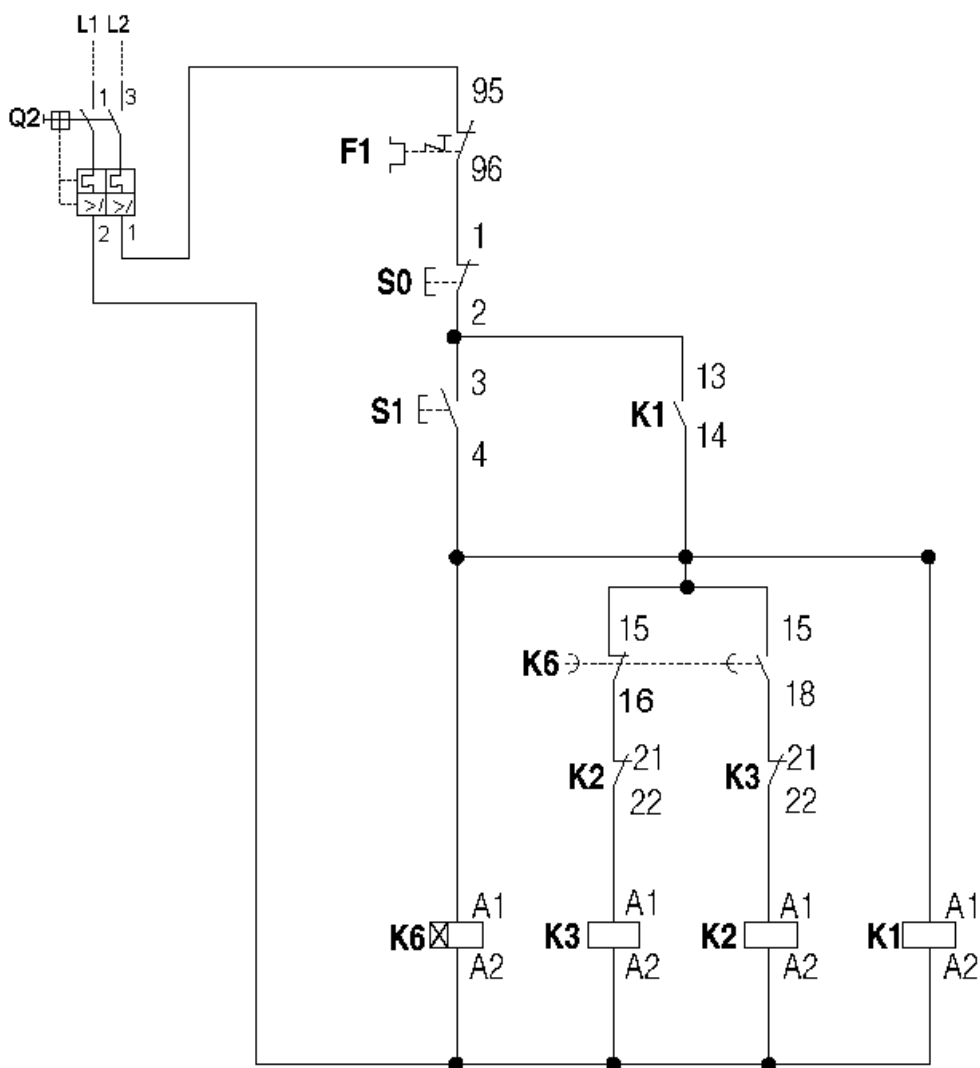 L1 L2
1 3
Q2
95
F1
96
>/ >/
2 1
1
S0
2
3
13
S1
K1
4
14
15 15
K6
16 18
K2 21 K3 21
22 22
A1 A1 A1 A1
K6 K3 K2 K1
A2 A2 A2 A2